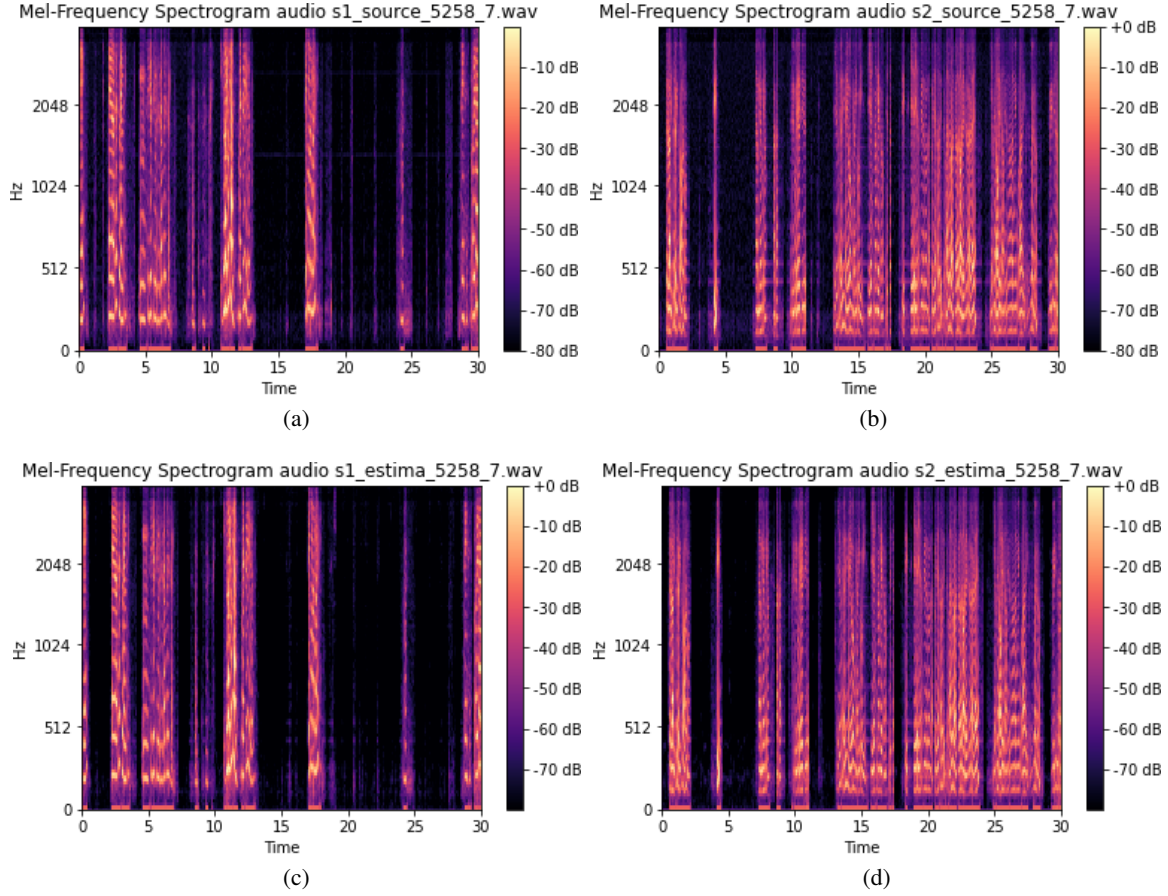 Mel-Frequency Spectrogram audio s1_source_5258_7.wav
Hz
2048
1024
512
0
0 5 10 15 20 25 30
Time
-10 dB
-20 dB
-30 dB
-40 dB
-50 dB
-60 dB
-70 dB
-80 dB
(a)
Mel-Frequency Spectrogram audio s2_source_5258_7.wav
Hz
2048
1024
512
0
0 5 10 15 20 25 30
Time
+0 dB
-10 dB
-20 dB
-30 dB
-40 dB
-50 dB
-60 dB
-70 dB
-80 dB
(b)
Mel-Frequency Spectrogram audio s1_estima_5258_7.wav
Hz
2048
1024
512
0
0 5 10 15 20 25 30
Time
+0 dB
-10 dB
-20 dB
-30 dB
-40 dB
-50 dB
-60 dB
-70 dB
(c)
Mel-Frequency Spectrogram audio s2_estima_5258_7.wav
Hz
2048
1024
512
0
0 5 10 15 20 25 30
Time
+0 dB
-10 dB
-20 dB
-30 dB
-40 dB
-50 dB
-60 dB
-70 dB
(d)